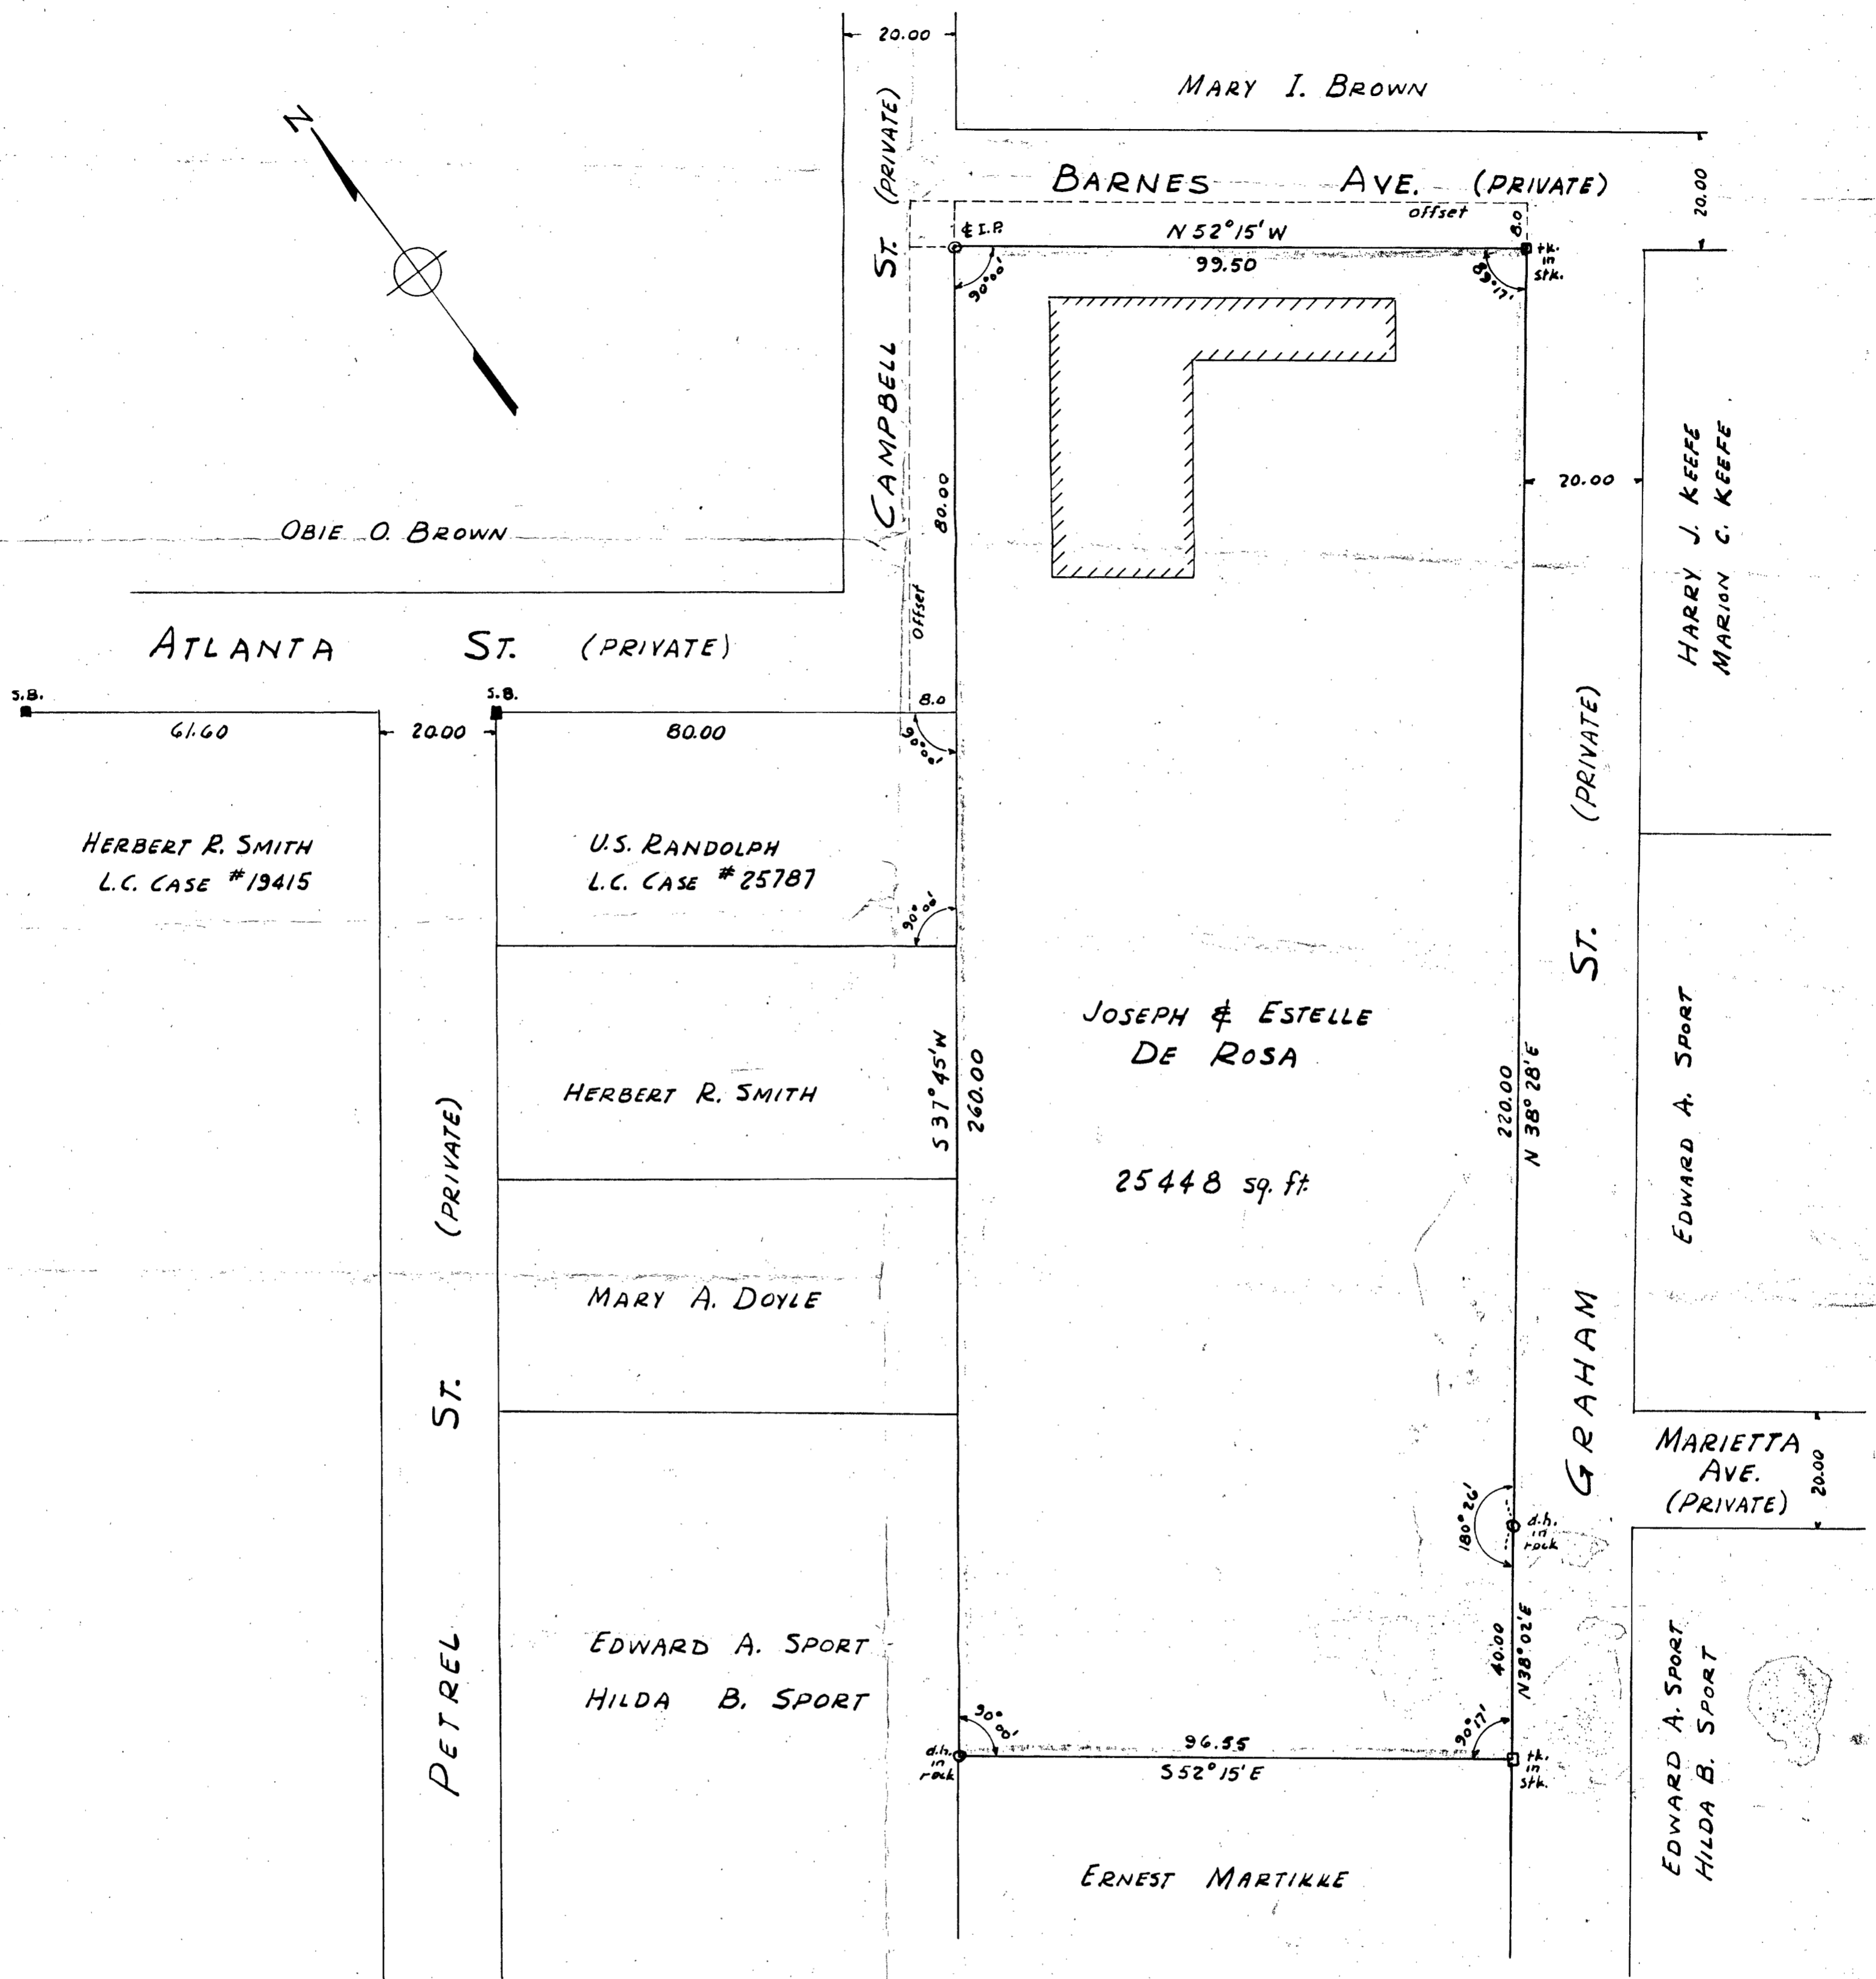 20.00
MARY I. BROWN
N
CAMPBELL ST. (PRIVATE)
BARNES AVE. (PRIVATE)
20.00
offset
8.0
I.P.
N 52° 15' W
99.50
tk.
in
stk.
90°00'
89°17'
80.00
20.00
HARRY J. KEEFE
MARION C. KEEFE
OBIE O. BROWN
offset
ATLANTA ST. (PRIVATE)
S.B.
S.B.
8.0
61.60
20.00
80.00
90°00'
HERBERT R. SMITH
L.C. CASE #19415
U.S. RANDOLPH
L.C. CASE #25787
90°00'
GRAHAM ST. (PRIVATE)
JOSEPH & ESTELLE
DE ROSA
S 37° 45' W
260.00
220.00
N 38° 28' E
EDWARD A. SPORT
HERBERT R. SMITH
25448 sq. ft.
PETREL ST. (PRIVATE)
MARY A. DOYLE
MARIETTA
AVE.
(PRIVATE)
20.00
180°26'
d.h.
in
rock
EDWARD A. SPORT
HILDA B. SPORT
40.00
N 38° 02' E
EDWARD A. SPORT
HILDA B. SPORT
90°00'
90°17'
d.h.
in
rock
96.55
S 52° 15' E
tk.
in
stk.
ERNEST MARTIKKE